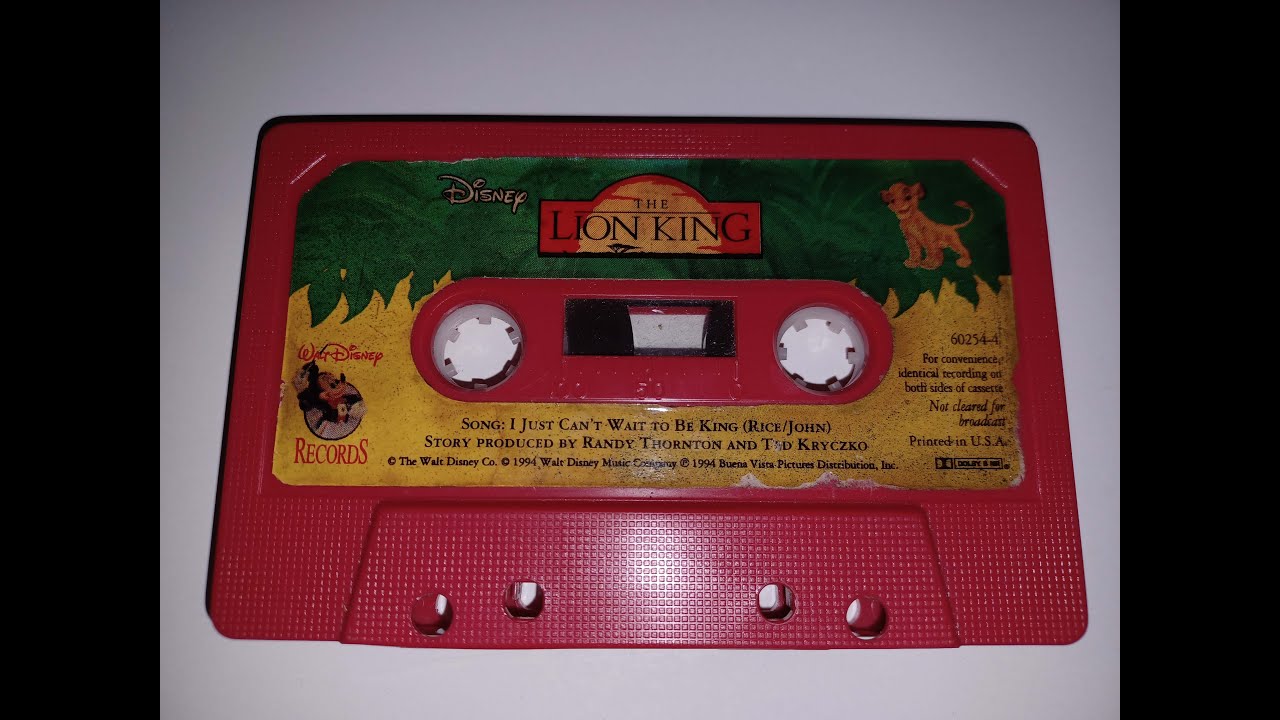 Disney
THE
LION KING
60254-4
For convenience,
identical recording on
both sides of cassette
Not cleared for
broadcast
Printed in U.S.A.
WALT DISNEY
RECORDS
SONG: I JUST CAN'T WAIT TO BE KING (RICE/JOHN)
STORY PRODUCED BY RANDY THORNTON AND TED KRYCZKO
© The Walt Disney Co. © 1994 Walt Disney Music Company ℗ 1994 Buena Vista Pictures Distribution, Inc.
DOLBY B NR